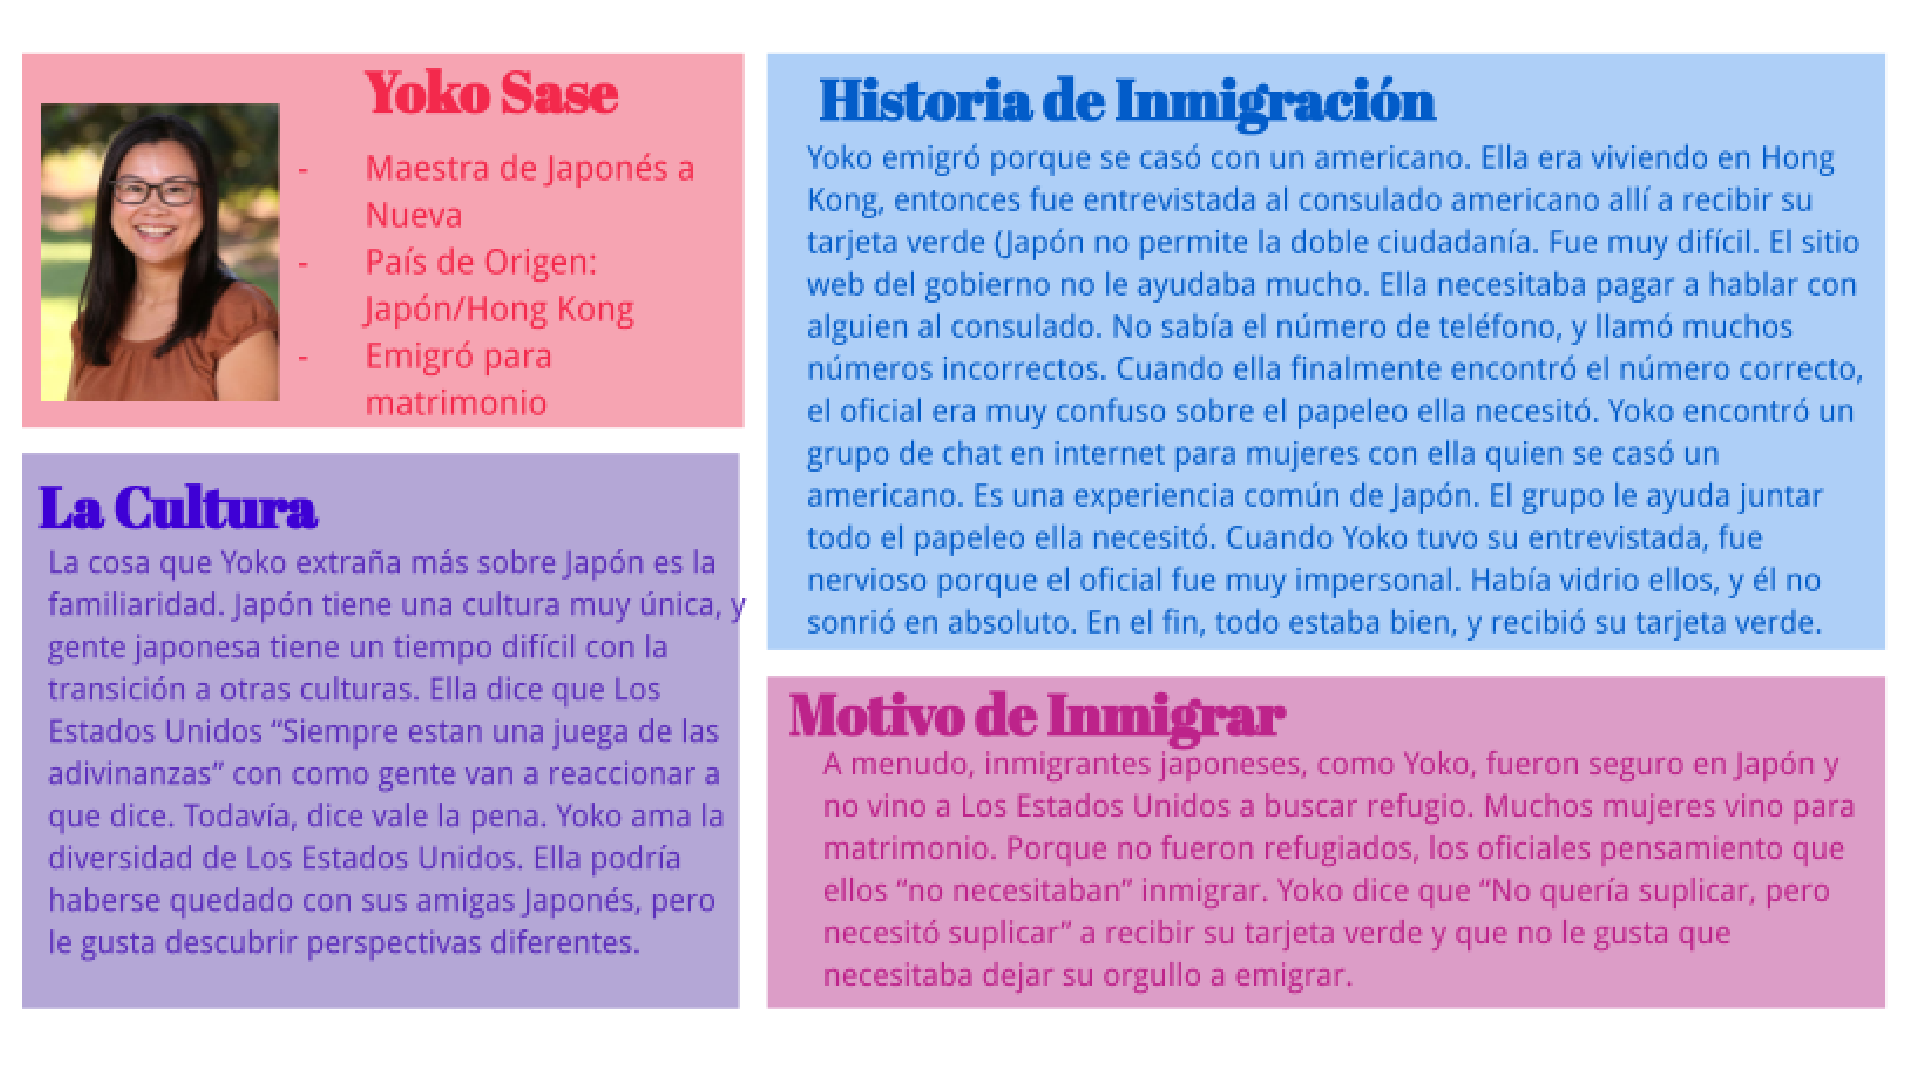 Yoko Sase
- Maestra de Japonés a
Nueva
- País de Origen:
Japón/Hong Kong
- Emigró para
matrimonio
La Cultura
La cosa que Yoko extraña más sobre Japón es la
familiaridad. Japón tiene una cultura muy única, y
gente japonesa tiene un tiempo difícil con la
transición a otras culturas. Ella dice que Los
Estados Unidos “Siempre estan una juega de las
adivinanzas” con como gente van a reaccionar a
que dice. Todavía, dice vale la pena. Yoko ama la
diversidad de Los Estados Unidos. Ella podría
haberse quedado con sus amigas Japonés, pero
le gusta descubrir perspectivas diferentes.
Historia de Inmigración
Yoko emigró porque se casó con un americano. Ella era viviendo en Hong
Kong, entonces fue entrevistada al consulado americano allí a recibir su
tarjeta verde (Japón no permite la doble ciudadanía. Fue muy difícil. El sitio
web del gobierno no le ayudaba mucho. Ella necesitaba pagar a hablar con
alguien al consulado. No sabía el número de teléfono, y llamó muchos
números incorrectos. Cuando ella finalmente encontró el número correcto,
el oficial era muy confuso sobre el papeleo ella necesitó. Yoko encontró un
grupo de chat en internet para mujeres con ella quien se casó un
americano. Es una experiencia común de Japón. El grupo le ayuda juntar
todo el papeleo ella necesitó. Cuando Yoko tuvo su entrevistada, fue
nervioso porque el oficial fue muy impersonal. Había vidrio ellos, y él no
sonrió en absoluto. En el fin, todo estaba bien, y recibió su tarjeta verde.
Motivo de Inmigrar
A menudo, inmigrantes japoneses, como Yoko, fueron seguro en Japón y
no vino a Los Estados Unidos a buscar refugio. Muchos mujeres vino para
matrimonio. Porque no fueron refugiados, los oficiales pensamiento que
ellos “no necesitaban” inmigrar. Yoko dice que “No quería suplicar, pero
necesitó suplicar” a recibir su tarjeta verde y que no le gusta que
necesitaba dejar su orgullo a emigrar.